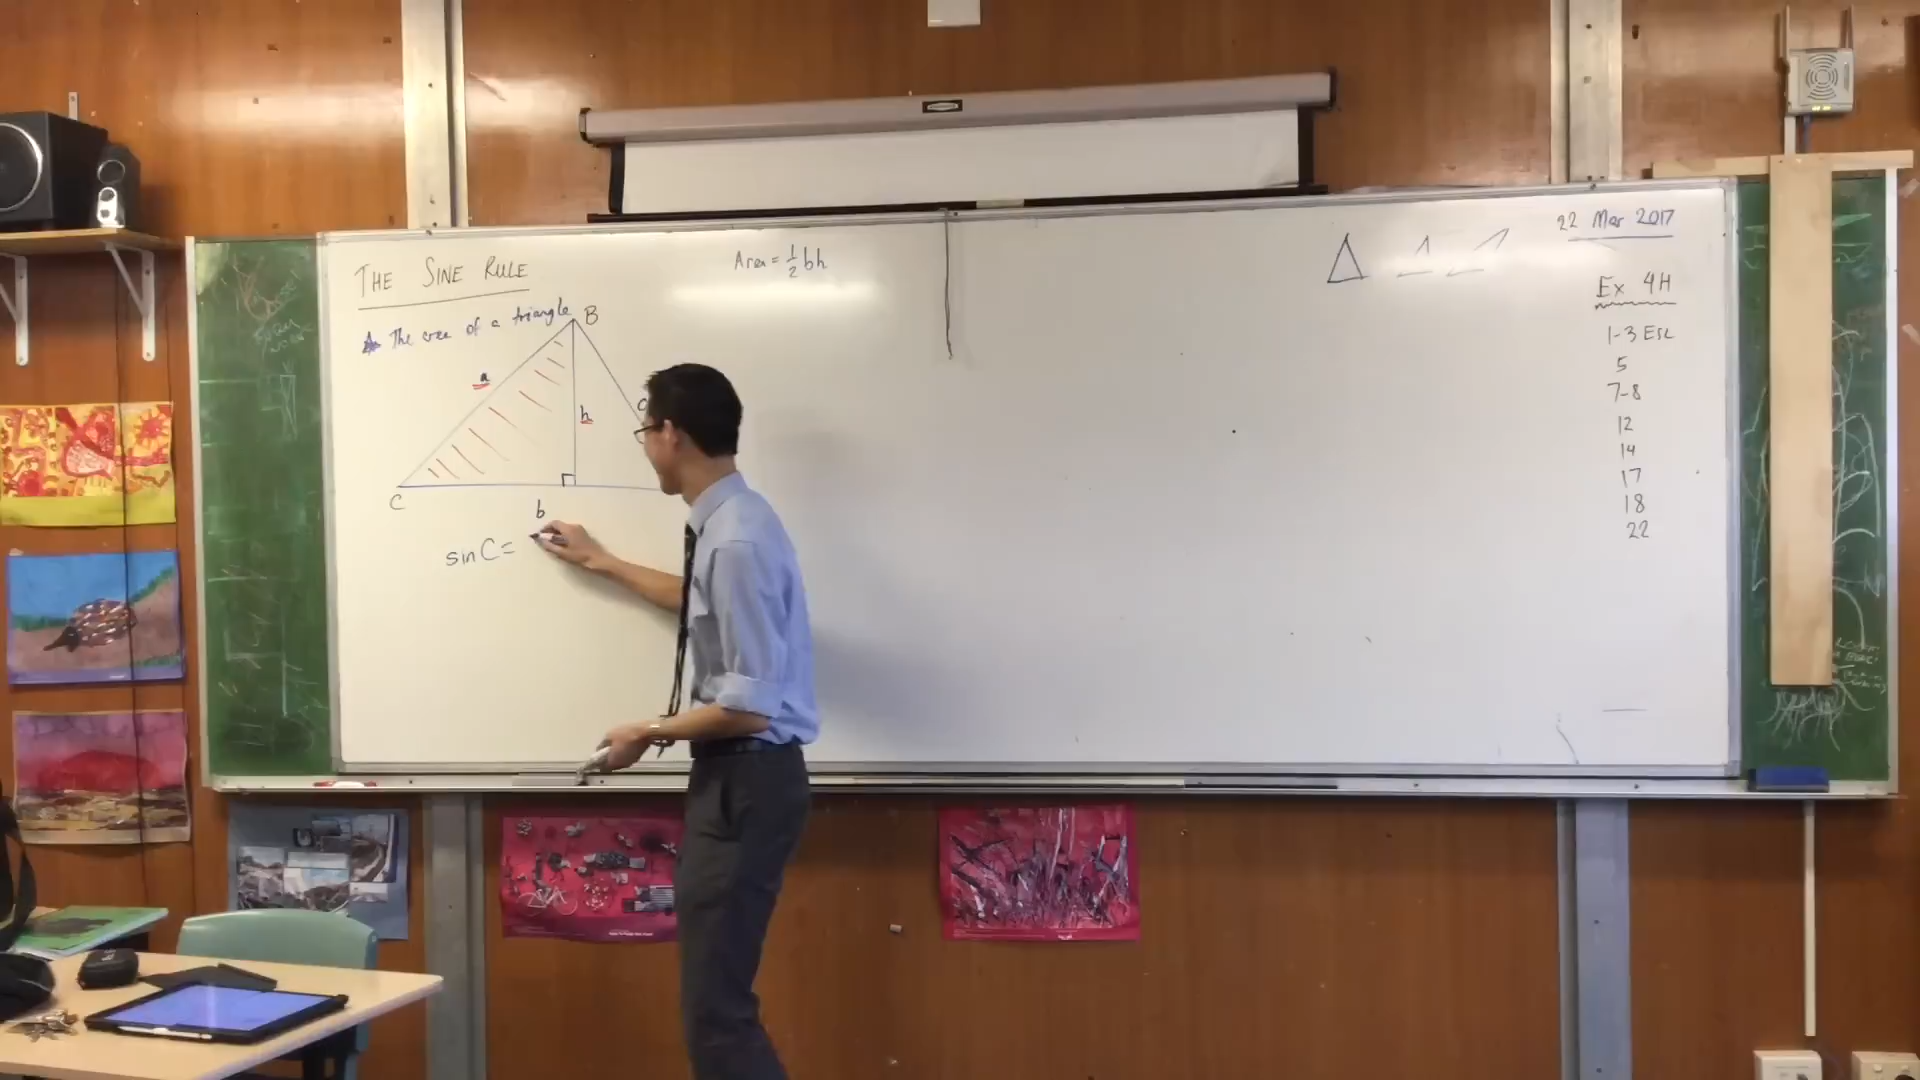 THE SINE RULE
Area = 1/2 bh
22 Mar 2017
The area of a triangle
B
a
h
c
C
b
sin C =
Ex 4H
1-3 Esc
5
7-8
12
14
17
18
22